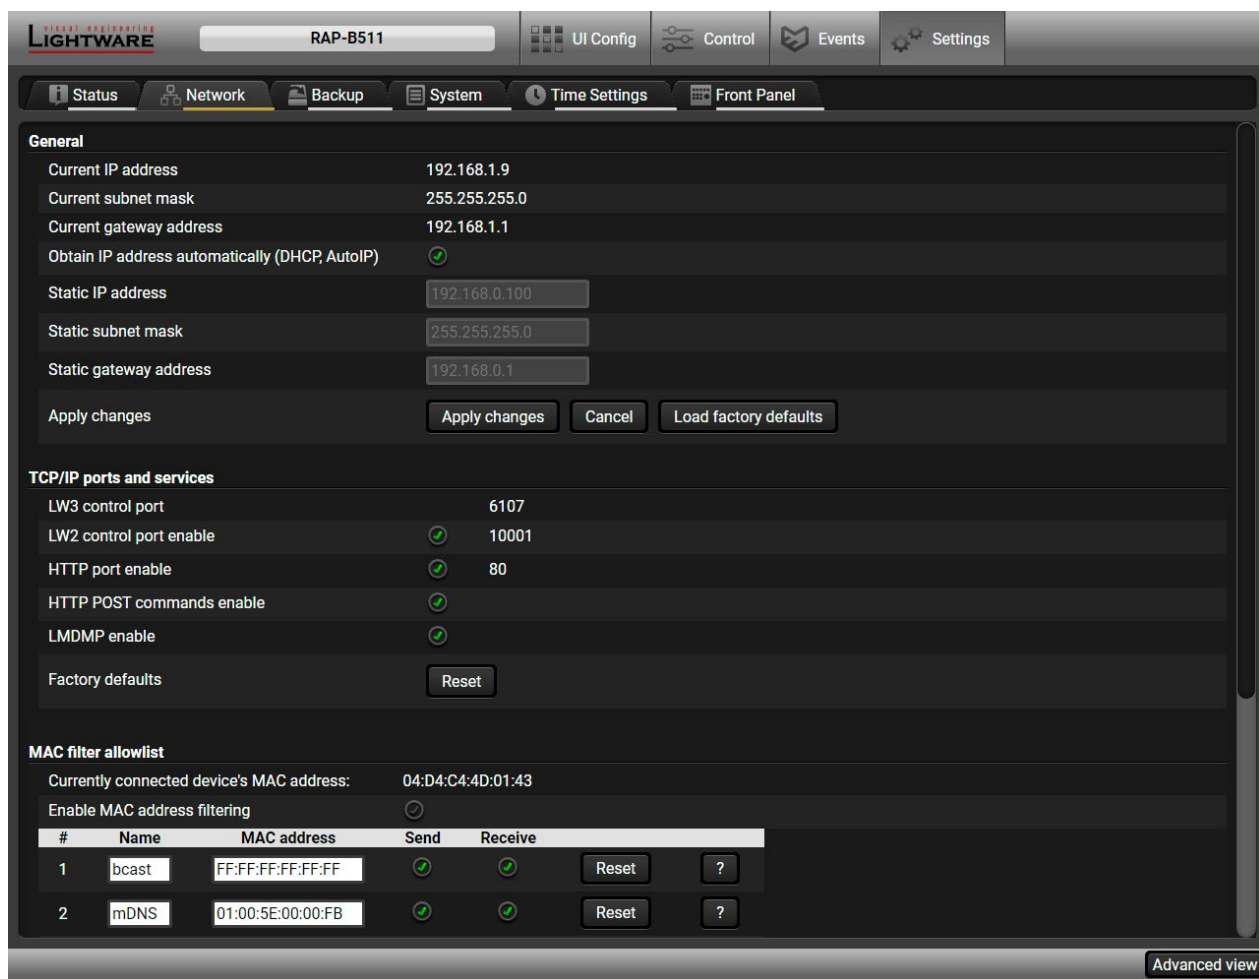 visual engineering
LIGHTWARE
RAP-B511
UI Config
Control
Events
Settings
Status
Network
Backup
System
Time Settings
Front Panel
General
Current IP address 192.168.1.9
Current subnet mask 255.255.255.0
Current gateway address 192.168.1.1
Obtain IP address automatically (DHCP, AutoIP)
Static IP address 192.168.0.100
Static subnet mask 255.255.255.0
Static gateway address 192.168.0.1
Apply changes Apply changes Cancel Load factory defaults
TCP/IP ports and services
LW3 control port 6107
LW2 control port enable 10001
HTTP port enable 80
HTTP POST commands enable
LMDMP enable
Factory defaults Reset
MAC filter allowlist
Currently connected device's MAC address: 04:D4:C4:4D:01:43
Enable MAC address filtering
# Name MAC address Send Receive
1 bcast FF:FF:FF:FF:FF:FF Reset ?
2 mDNS 01:00:5E:00:00:FB Reset ?
Advanced view